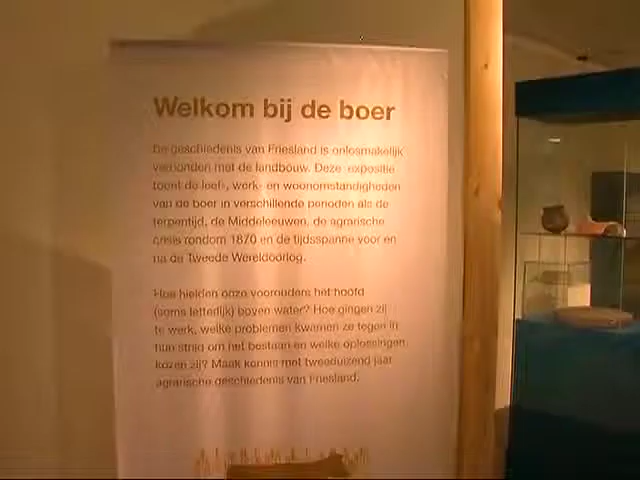 Welkom bij de boer
De geschiedenis van Friesland is onlosmakelijk
verbonden met de landbouw. Deze expositie
toont de leef-, werk- en woonomstandigheden
van de boer in verschillende perioden als de
terpentijd, de Middeleeuwen, de agrarische
crisis rondom 1870 en de tijdsspanne voor en
na de Tweede Wereldoorlog.
Hoe hielden onze voorouders het hoofd
(soms letterlijk) boven water? Hoe gingen zij
te werk, welke problemen kwamen ze tegen in
hun strijd om het bestaan en welke oplossingen
kozen zij? Maak kennis met tweeduizend jaar
agrarische geschiedenis van Friesland.